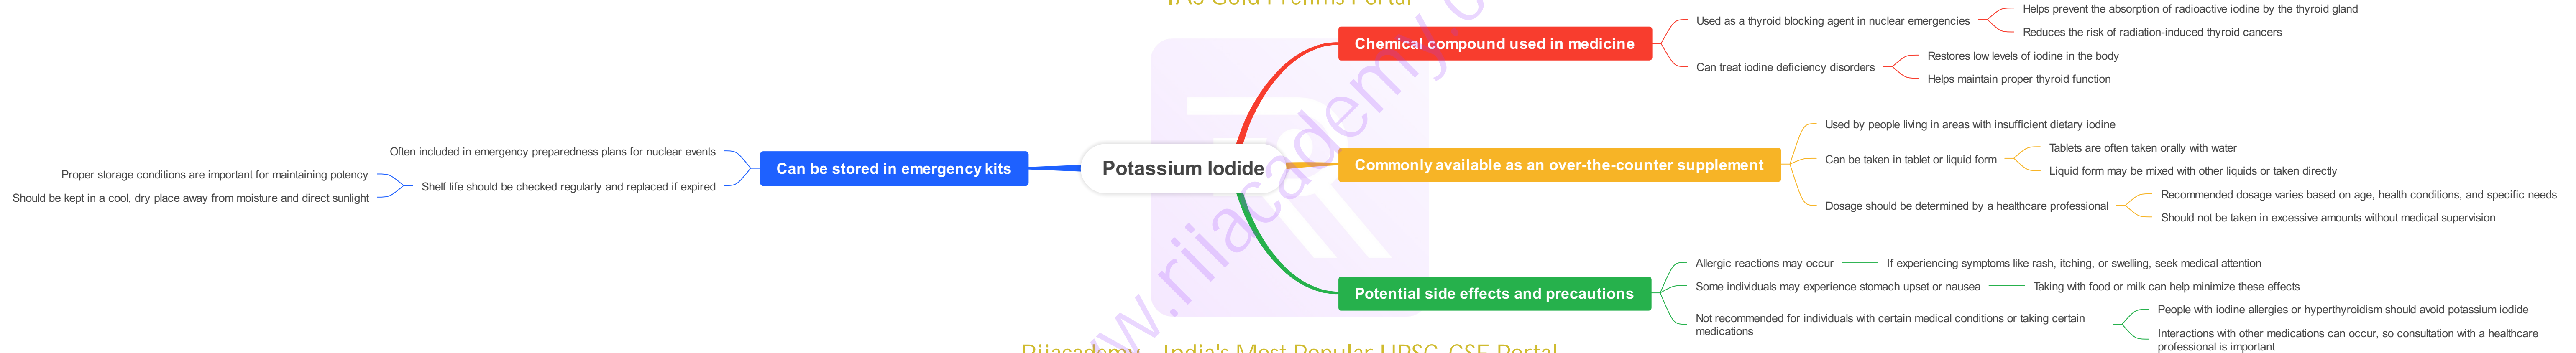 IAS Gold Prelims Portal
Potassium Iodide
Chemical compound used in medicine
Used as a thyroid blocking agent in nuclear emergencies
Helps prevent the absorption of radioactive iodine by the thyroid gland
Reduces the risk of radiation-induced thyroid cancers
Can treat iodine deficiency disorders
Restores low levels of iodine in the body
Helps maintain proper thyroid function
Commonly available as an over-the-counter supplement
Used by people living in areas with insufficient dietary iodine
Can be taken in tablet or liquid form
Tablets are often taken orally with water
Liquid form may be mixed with other liquids or taken directly
Dosage should be determined by a healthcare professional
Recommended dosage varies based on age, health conditions, and specific needs
Should not be taken in excessive amounts without medical supervision
Potential side effects and precautions
Allergic reactions may occur
If experiencing symptoms like rash, itching, or swelling, seek medical attention
Some individuals may experience stomach upset or nausea
Taking with food or milk can help minimize these effects
Not recommended for individuals with certain medical conditions or taking certain
medications
People with iodine allergies or hyperthyroidism should avoid potassium iodide
Interactions with other medications can occur, so consultation with a healthcare
professional is important
Can be stored in emergency kits
Often included in emergency preparedness plans for nuclear events
Shelf life should be checked regularly and replaced if expired
Proper storage conditions are important for maintaining potency
Should be kept in a cool, dry place away from moisture and direct sunlight
Rijacademy - India's Most Popular UPSC-CSE Portal